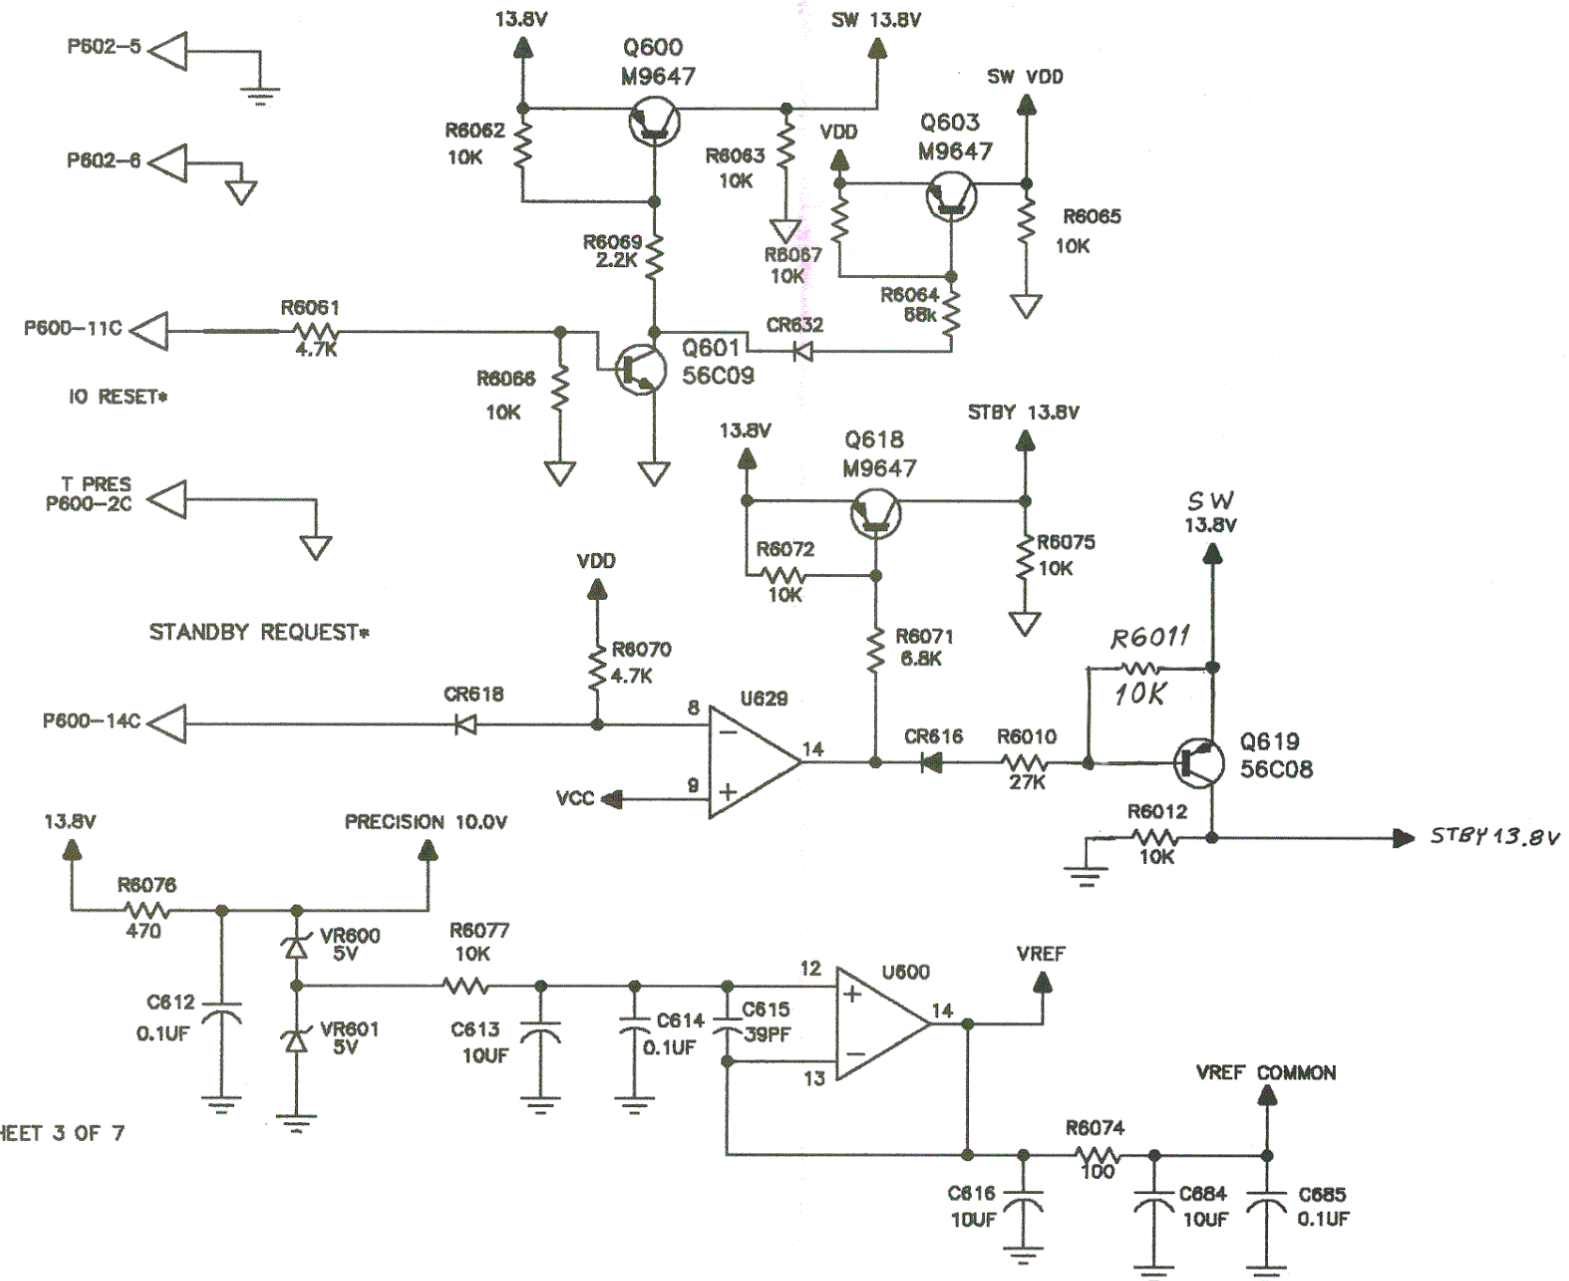 13.8V
SW 13.8V
P602-5
Q600
M9647
SW VDD
R6062
10K
VDD
Q603
M9647
P602-6
R6063
10K
R6065
10K
R6069
2.2K
R6067
10K
R6064
68k
P600-11C
R6061
4.7K
CR632
Q601
56C09
R6066
10K
IO RESET*
13.8V
STBY 13.8V
Q618
M9647
T PRES
P600-2C
SW
13.8V
R6072
10K
R6075
10K
VDD
STANDBY REQUEST*
R6070
4.7K
R6071
6.8K
R6011
10K
P600-14C
CR618
8
U629
14
CR616
R6010
27K
Q619
56C08
VCC
9
R6012
10K
STBY 13.8V
13.8V
PRECISION 10.0V
R6076
470
VR600
5V
R6077
10K
VREF
12
U600
14
C612
0.1UF
VR601
5V
C613
10UF
C614
0.1UF
C615
39PF
13
VREF COMMON
HEET 3 OF 7
R6074
100
C616
10UF
C684
10UF
C685
0.1UF